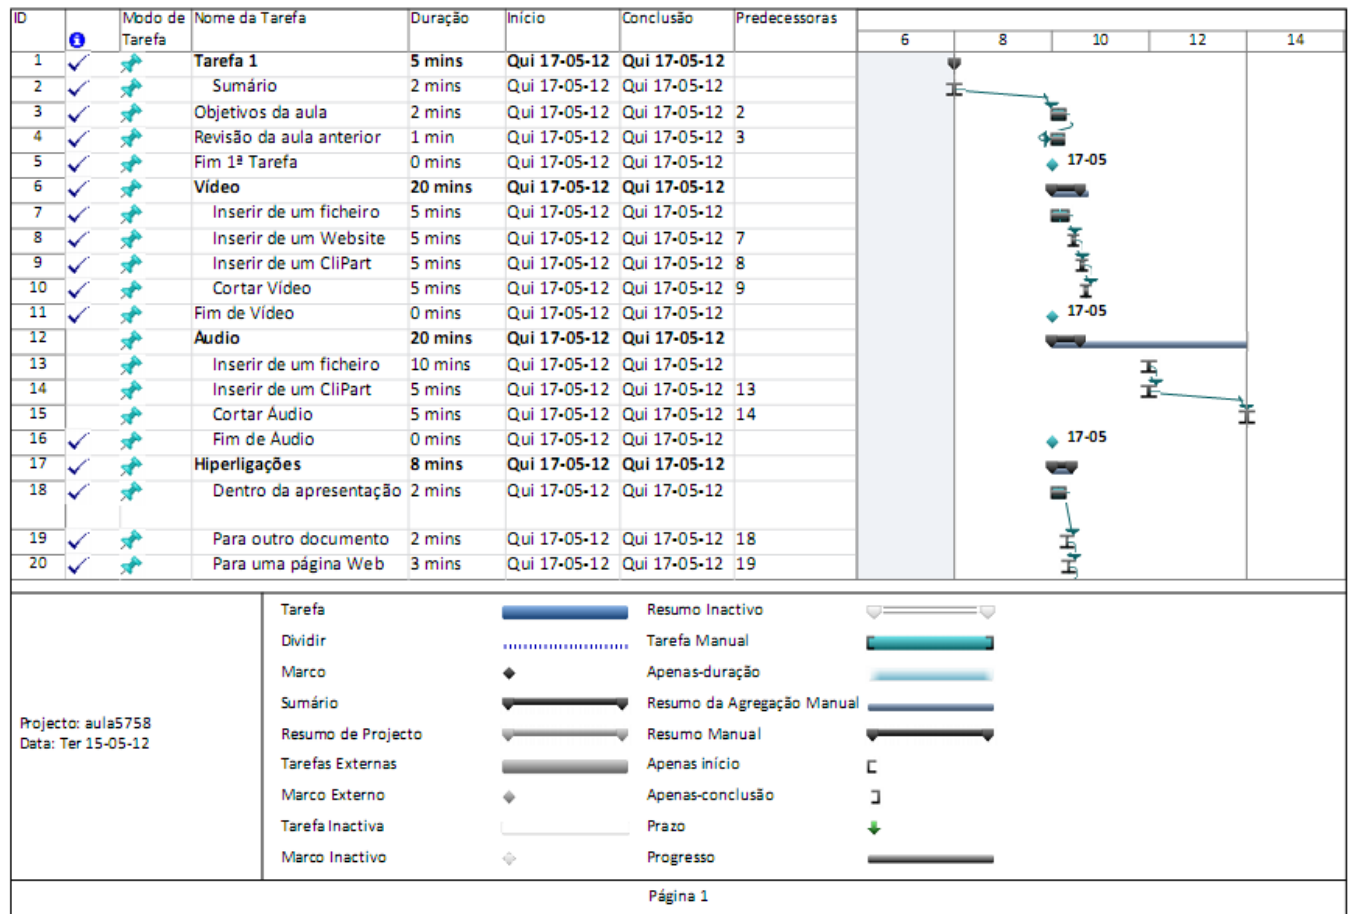 ID Modo de Tarefa Nome da Tarefa Duração Início Conclusão Predecessoras
6 8 10 12 14
1 Tarefa 1 5 mins Qui 17-05-12 Qui 17-05-12
2 Sumário 2 mins Qui 17-05-12 Qui 17-05-12
3 Objetivos da aula 2 mins Qui 17-05-12 Qui 17-05-12 2
4 Revisão da aula anterior 1 min Qui 17-05-12 Qui 17-05-12 3
5 Fim 1ª Tarefa 0 mins Qui 17-05-12 Qui 17-05-12 17-05
6 Vídeo 20 mins Qui 17-05-12 Qui 17-05-12
7 Inserir de um ficheiro 5 mins Qui 17-05-12 Qui 17-05-12
8 Inserir de um Website 5 mins Qui 17-05-12 Qui 17-05-12 7
9 Inserir de um CliPart 5 mins Qui 17-05-12 Qui 17-05-12 8
10 Cortar Vídeo 5 mins Qui 17-05-12 Qui 17-05-12 9
11 Fim de Vídeo 0 mins Qui 17-05-12 Qui 17-05-12 17-05
12 Áudio 20 mins Qui 17-05-12 Qui 17-05-12
13 Inserir de um ficheiro 10 mins Qui 17-05-12 Qui 17-05-12
14 Inserir de um CliPart 5 mins Qui 17-05-12 Qui 17-05-12 13
15 Cortar Áudio 5 mins Qui 17-05-12 Qui 17-05-12 14
16 Fim de Áudio 0 mins Qui 17-05-12 Qui 17-05-12 17-05
17 Hiperligações 8 mins Qui 17-05-12 Qui 17-05-12
18 Dentro da apresentação 2 mins Qui 17-05-12 Qui 17-05-12
19 Para outro documento 2 mins Qui 17-05-12 Qui 17-05-12 18
20 Para uma página Web 3 mins Qui 17-05-12 Qui 17-05-12 19
Projecto: aula5758
Data: Ter 15-05-12
Tarefa
Dividir
Marco
Sumário
Resumo de Projecto
Tarefas Externas
Marco Externo
Tarefa Inactiva
Marco Inactivo
Resumo Inactivo
Tarefa Manual
Apenas-duração
Resumo da Agregação Manual
Resumo Manual
Apenas início
Apenas-conclusão
Prazo
Progresso
Página 1